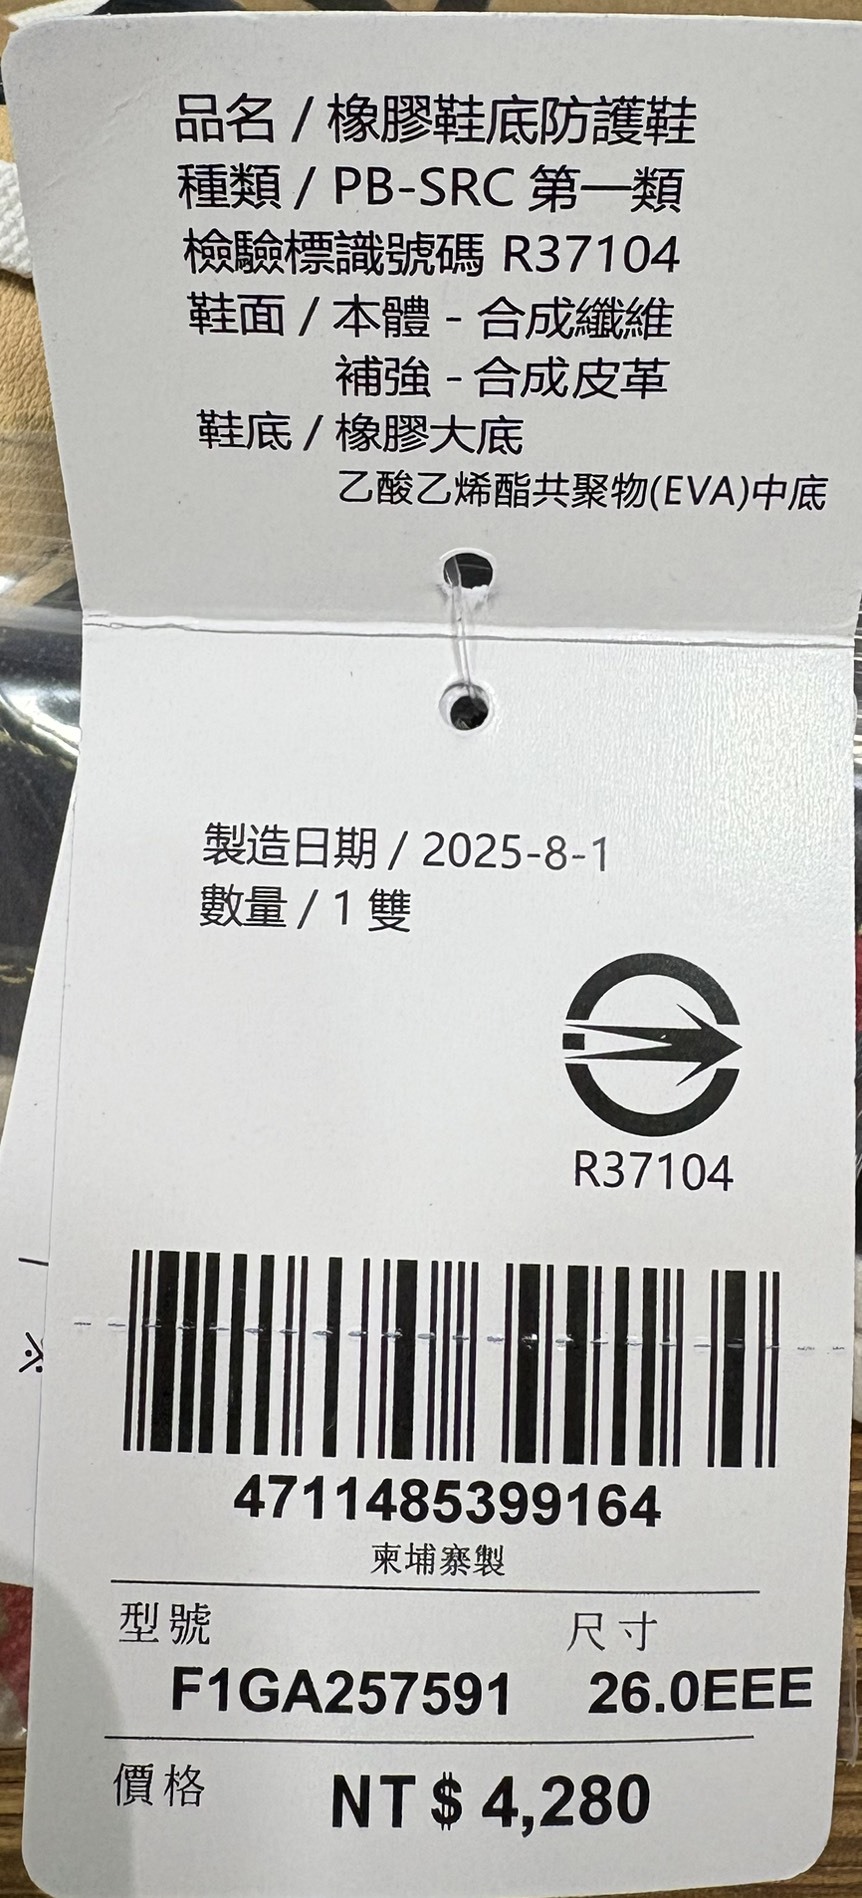 品名 / 橡膠鞋底防護鞋
種類 / PB-SRC 第一類
檢驗標識號碼 R37104
鞋面 / 本體 - 合成纖維
補強 - 合成皮革
鞋底 / 橡膠大底
乙酸乙烯酯共聚物(EVA)中底
製造日期 / 2025-8-1
數量 / 1 雙
R37104
4711485399164
柬埔寨製
型號 尺寸
F1GA257591 26.0EEE
價格 NT$4,280
※